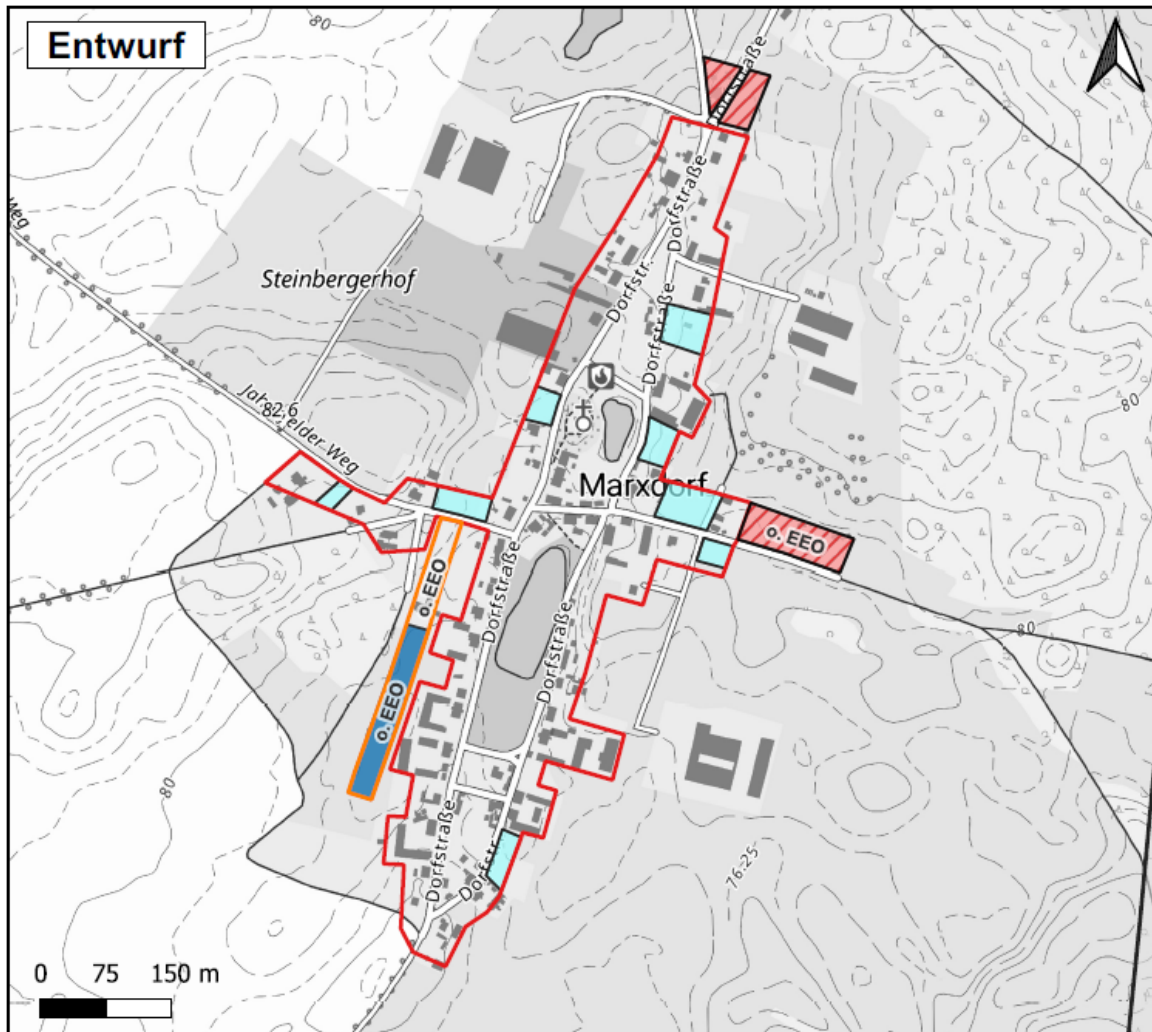 Entwurf
80
Dorfstraße
Weg
Dorfstraße
Steinbergerhof
Dorfstr.
Dorfstraße
80
Jahnsfelder Weg
82.6
Marxdorf
o. EEO
o. EEO
Dorfstraße
Dorfstraße
80
o. EEO
80
Dorfstraße
Dorfstr.
76.25
0 75 150 m